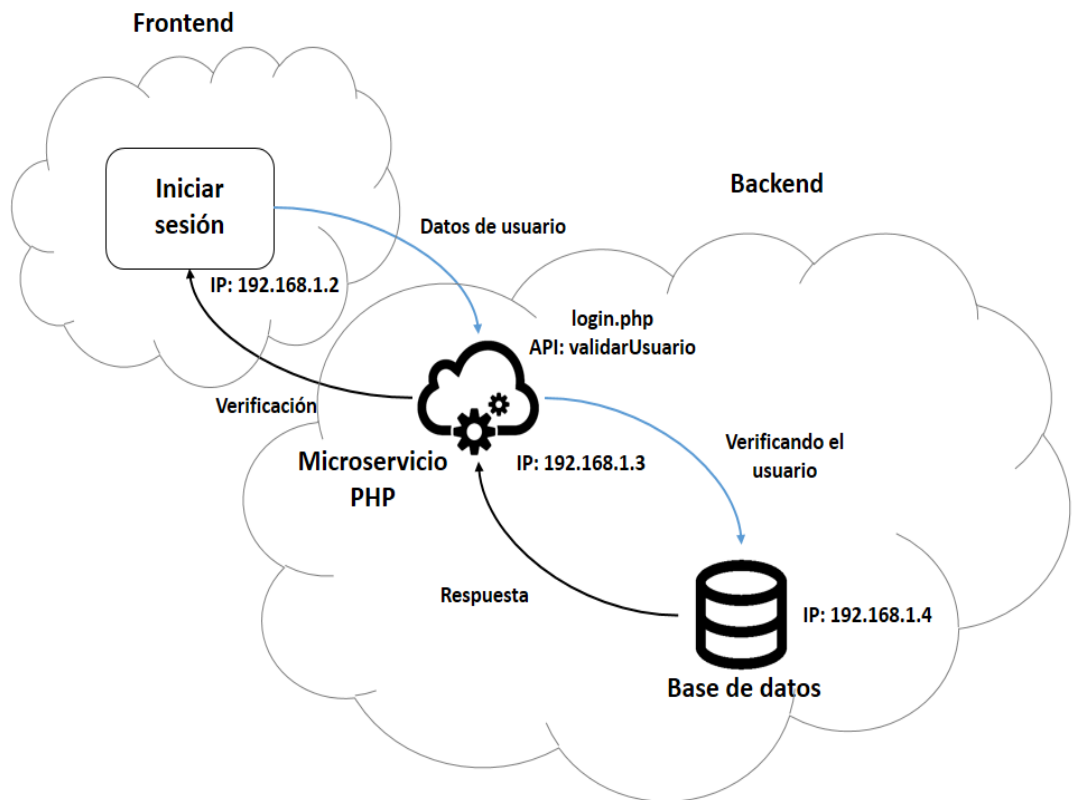 Frontend
Iniciar
sesión
IP: 192.168.1.2
Datos de usuario
Backend
login.php
API: validarUsuario
Verificación
Microservicio
PHP
IP: 192.168.1.3
Verificando el
usuario
Respuesta
IP: 192.168.1.4
Base de datos